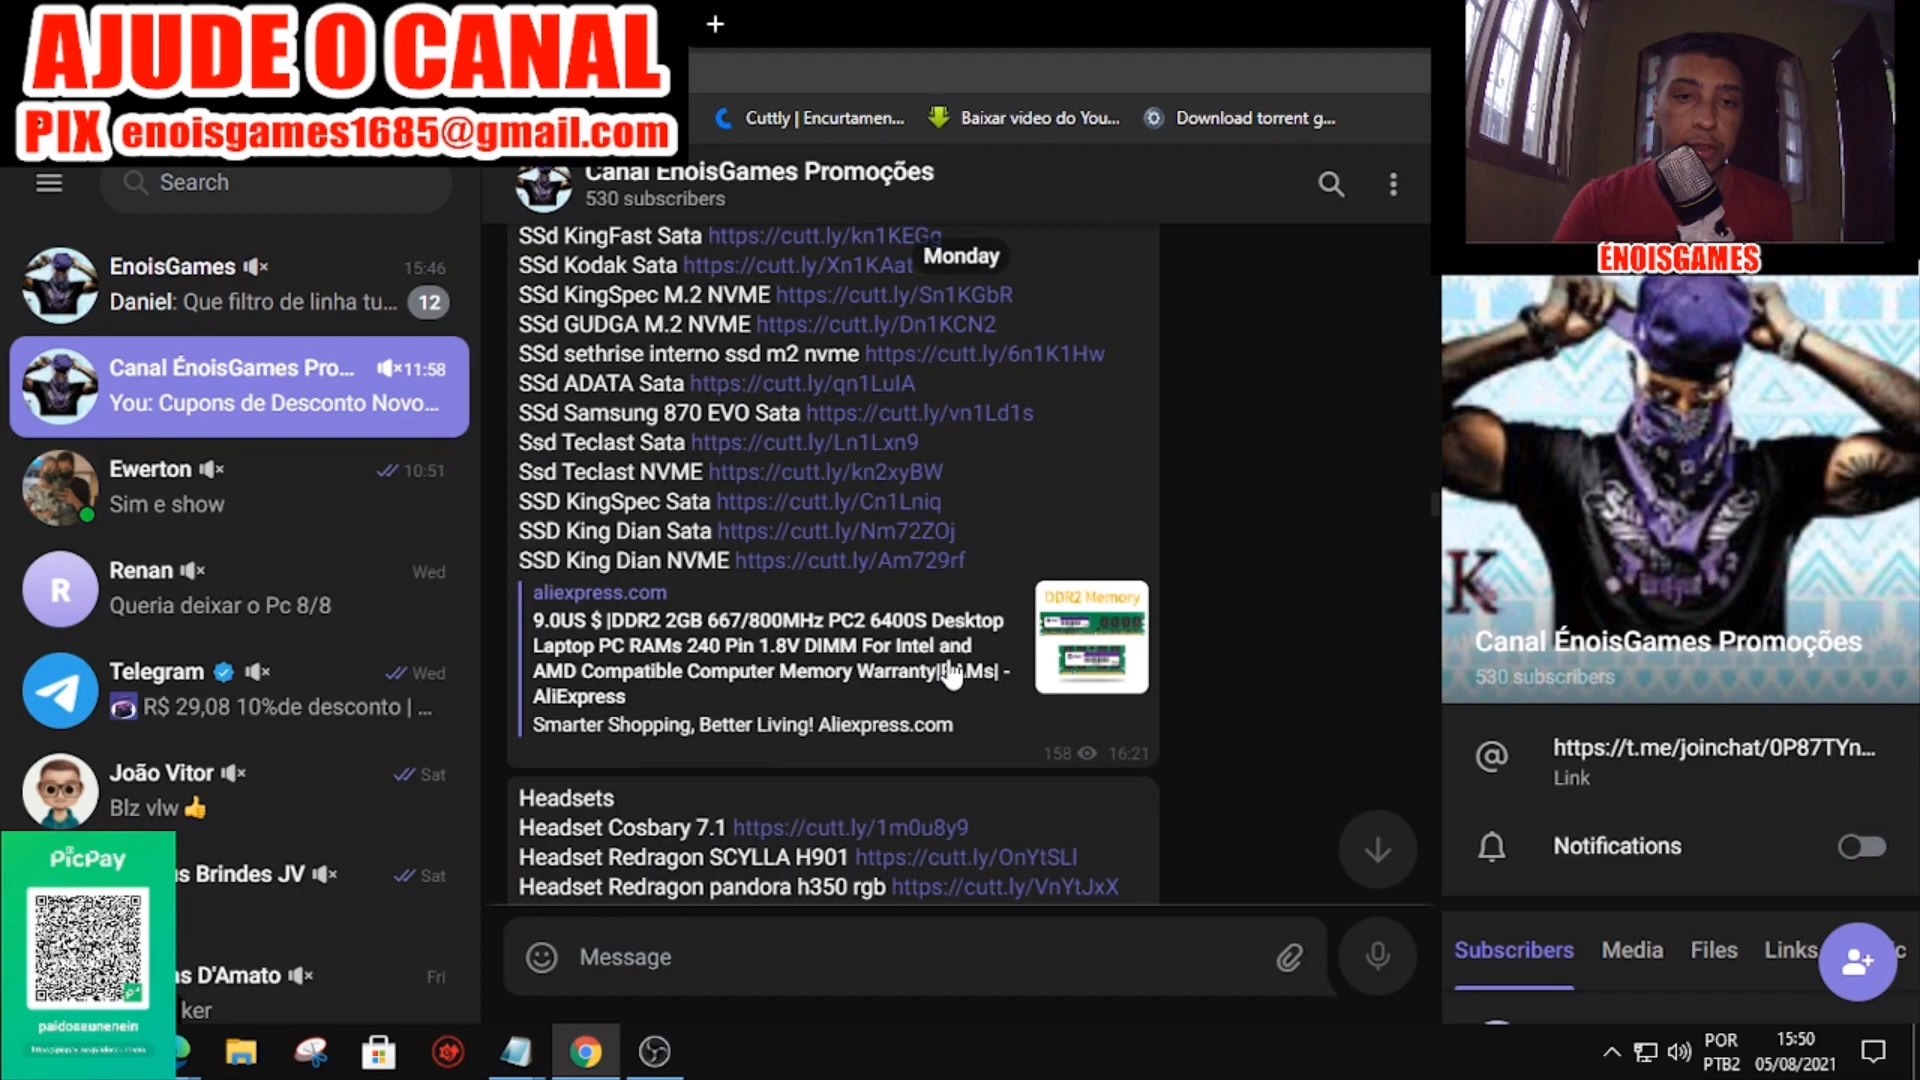 AJUDE O CANAL
PIX enoisgames1685@gmail.com
Cuttly | Encurtamen...
Baixar video do You...
Download torrent g...
Search
Canal ÉnoisGames Promoções
530 subscribers
EnoisGames
15:46
Daniel: Que filtro de linha tu...
12
Canal ÉnoisGames Pro...
11:58
You: Cupons de Desconto Novo...
Ewerton
10:51
Sim e show
Renan
Wed
R
Queria deixar o Pc 8/8
Telegram
Wed
R$ 29,08 10%de desconto | ...
João Vitor
Sat
Blz vlw 👍
s Brindes JV
Sat
as D'Amato
Fri
ker
PicPay
paidoseunenein
Monday
SSd KingFast Sata https://cutt.ly/kn1KEGq
SSd Kodak Sata https://cutt.ly/Xn1KAat
SSd KingSpec M.2 NVME https://cutt.ly/Sn1KGbR
SSd GUDGA M.2 NVME https://cutt.ly/Dn1KCN2
SSd sethrise interno ssd m2 nvme https://cutt.ly/6n1K1Hw
SSd ADATA Sata https://cutt.ly/qn1LuIA
SSd Samsung 870 EVO Sata https://cutt.ly/vn1Ld1s
Ssd Teclast Sata https://cutt.ly/Ln1Lxn9
Ssd Teclast NVME https://cutt.ly/kn2xyBW
SSD KingSpec Sata https://cutt.ly/Cn1Lniq
SSD King Dian Sata https://cutt.ly/Nm72ZOj
SSD King Dian NVME https://cutt.ly/Am729rf
aliexpress.com
9.0US $ |DDR2 2GB 667/800MHz PC2 6400S Desktop
Laptop PC RAMs 240 Pin 1.8V DIMM For Intel and
AMD Compatible Computer Memory Warranty| Ms| -
AliExpress
Smarter Shopping, Better Living! Aliexpress.com
DDR2 Memory
158 16:21
Headsets
Headset Cosbary 7.1 https://cutt.ly/1m0u8y9
Headset Redragon SCYLLA H901 https://cutt.ly/OnYtSLl
Headset Redragon pandora h350 rgb https://cutt.ly/VnYtJxX
Message
ÉNOISGAMES
K
Canal ÉnoisGames Promoções
530 subscribers
https://t.me/joinchat/0P87TYn...
Link
Notifications
Subscribers Media Files Links
POR
PTB2
15:50
05/08/2021